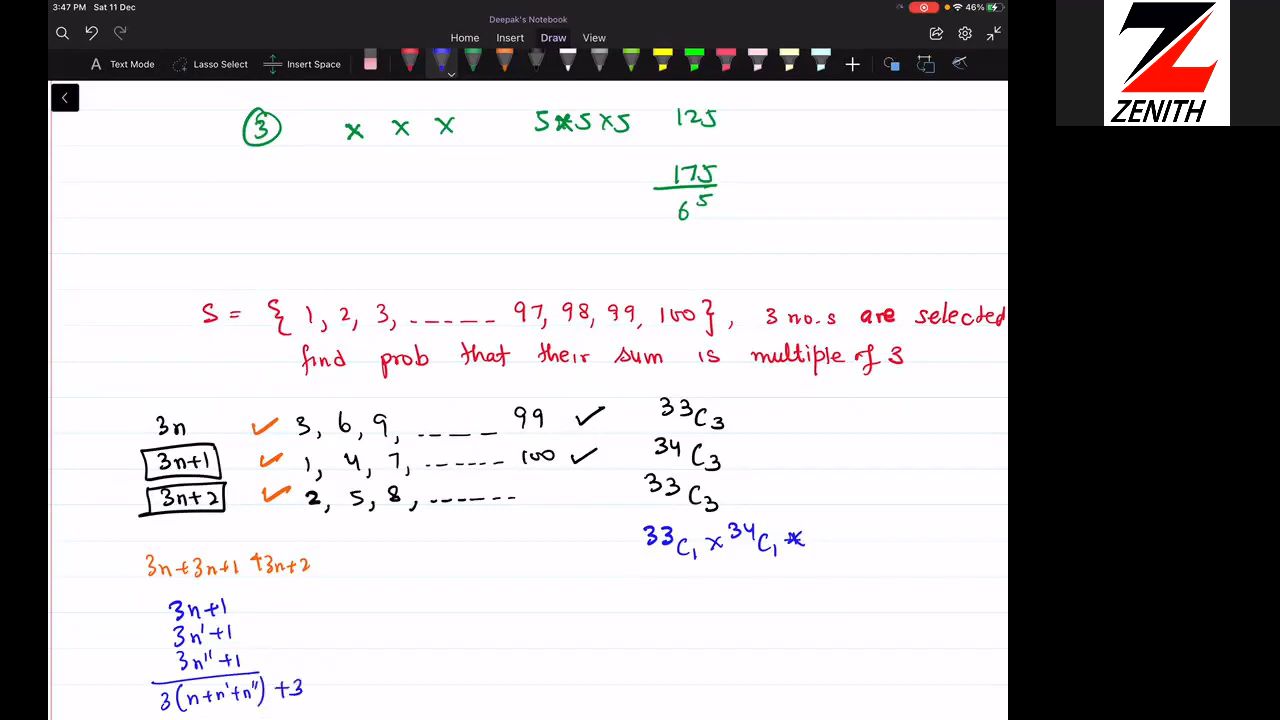 3:47 PM Sat 11 Dec
46%
Deepak's Notebook
Home Insert Draw View
Text Mode Lasso Select Insert Space
ZENITH
3 x x x 5 x 5 x 5 125
175
6^5
S = { 1, 2, 3, ------ 97, 98, 99, 100 }, 3 no.s are selected
find prob that their sum is multiple of 3
3n ✓ 3, 6, 9, ------ 99 ✓ 33C3
3n+1 ✓ 1, 4, 7, ------- 100 ✓ 34C3
3n+2 ✓ 2, 5, 8, ------- 33C3
33C1 x 34C1 *
3n+3n+1 +3n+2
3n+1
3n'+1
3n''+1
3(n+n'+n'') +3